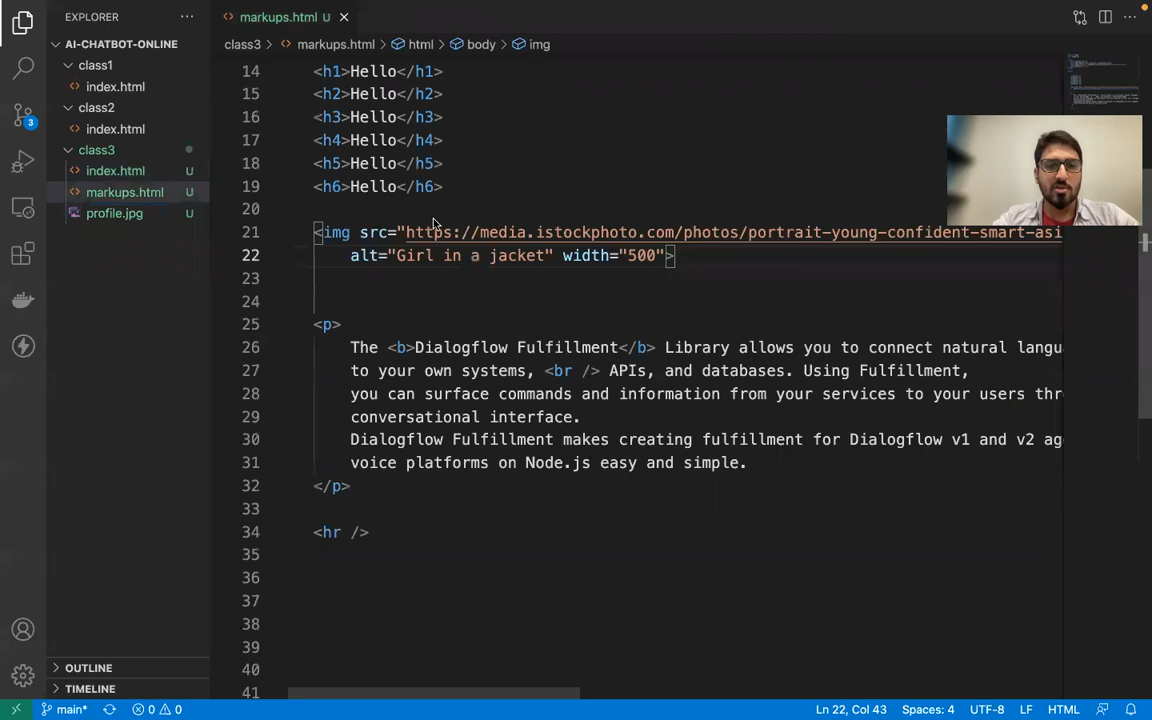 EXPLORER
markups.html U
AI-CHATBOT-ONLINE
class3 > markups.html > html > body > img
class1
index.html
class2
index.html
class3
index.html U
markups.html U
profile.jpg U
3
14 <h1>Hello</h1>
15 <h2>Hello</h2>
16 <h3>Hello</h3>
17 <h4>Hello</h4>
18 <h5>Hello</h5>
19 <h6>Hello</h6>
20
21 <img src="https://media.istockphoto.com/photos/portrait-young-confident-smart-asi
22 alt="Girl in a jacket" width="500">
23
24
25 <p>
26 The <b>Dialogflow Fulfillment</b> Library allows you to connect natural langu
27 to your own systems, <br /> APIs, and databases. Using Fulfillment,
28 you can surface commands and information from your services to your users thr
29 conversational interface.
30 Dialogflow Fulfillment makes creating fulfillment for Dialogflow v1 and v2 ag
31 voice platforms on Node.js easy and simple.
32 </p>
33
34 <hr />
35
36
37
38
39
40
41
OUTLINE
TIMELINE
main* 0 0 Ln 22, Col 43 Spaces: 4 UTF-8 LF HTML